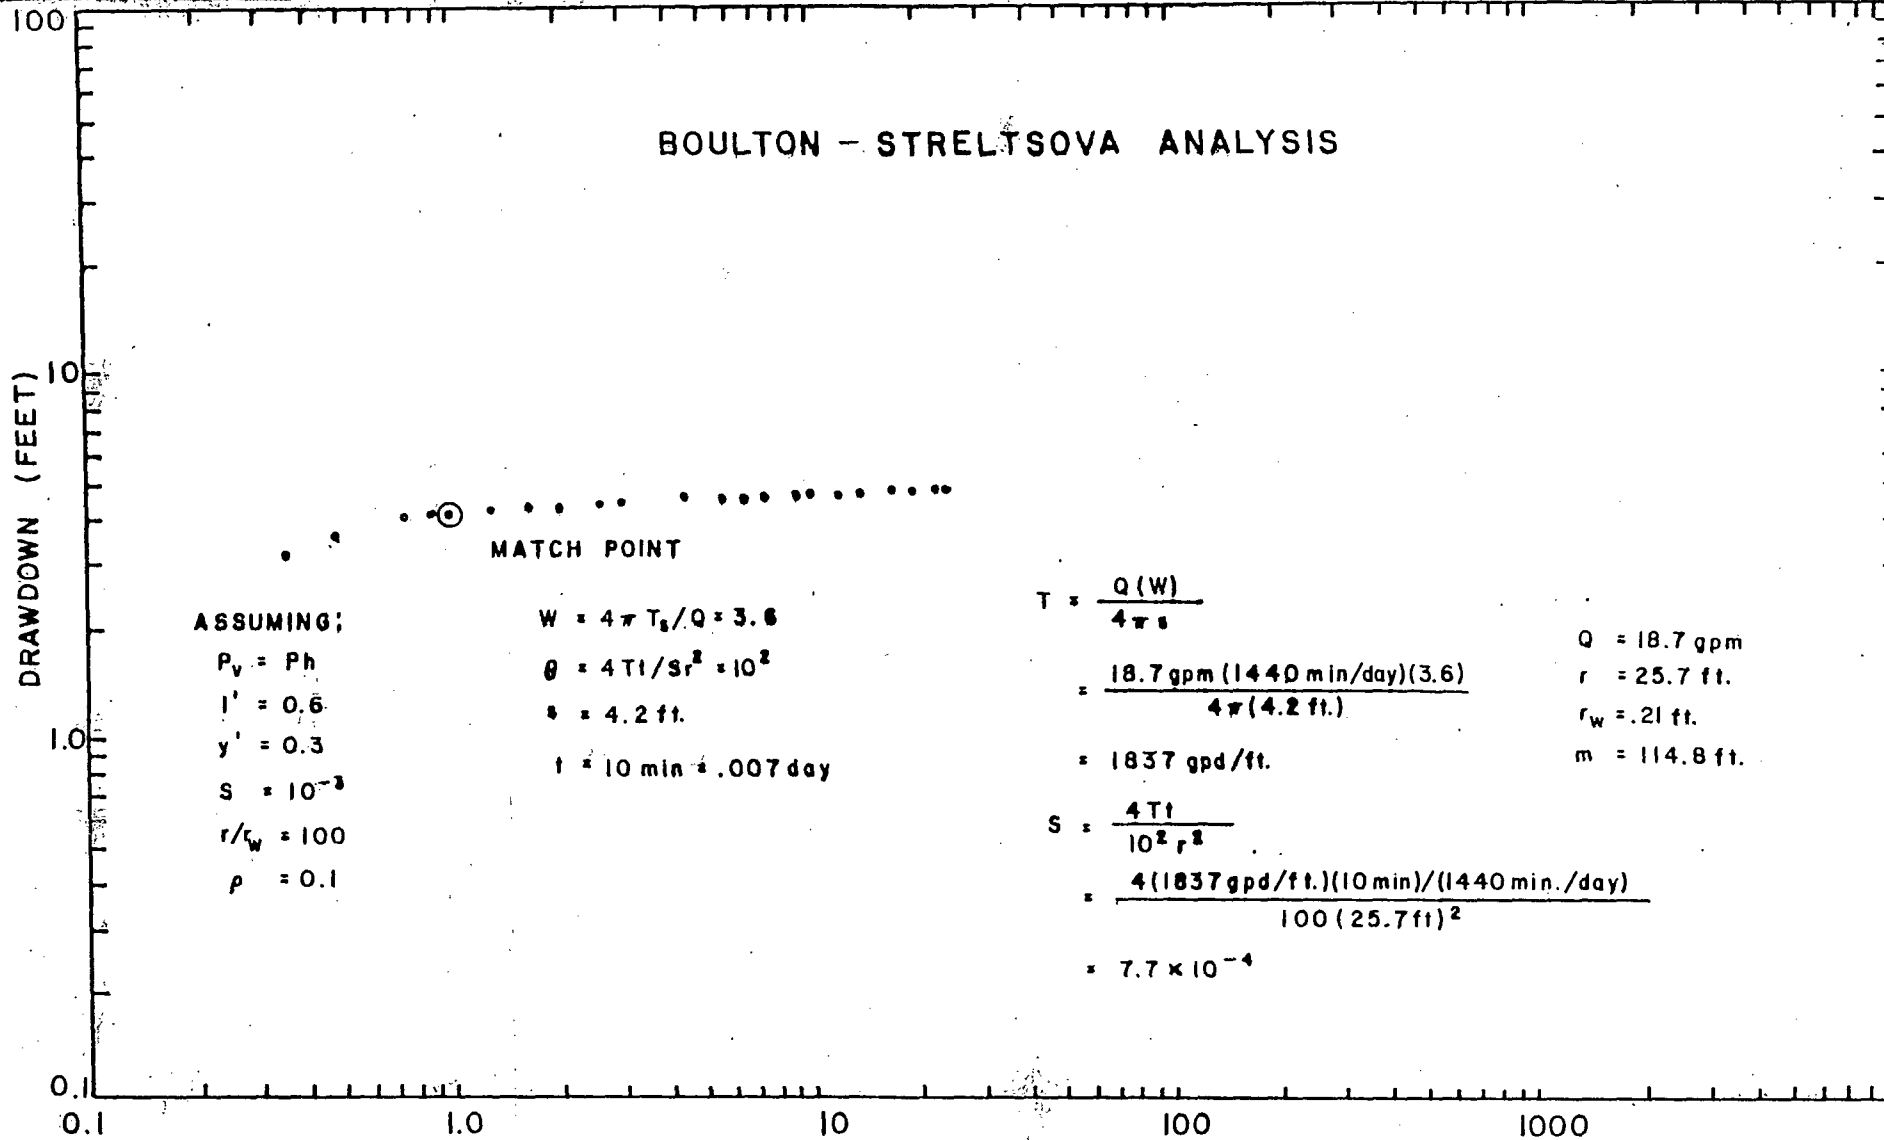 BOULTON - STRELTSOVA ANALYSIS
DRAWDOWN (FEET)
100
10
1.0
0.1
0.1
1.0
10
100
1000
MATCH POINT
ASSUMING;
Pv = Ph
l' = 0.6
y' = 0.3
S = 10⁻³
r/rw = 100
ρ = 0.1
W = 4π Ts/Q = 3.6
θ = 4Tt/Sr² = 10²
s = 4.2 ft.
t = 10 min = .007 day
T = Q(W)
4πs
= 18.7 gpm (1440 min/day)(3.6)
4π(4.2 ft.)
= 1837 gpd/ft.
S = 4Tt
10² r²
= 4(1837 gpd/ft.)(10 min)/(1440 min./day)
100 (25.7 ft)²
= 7.7 × 10⁻⁴
Q = 18.7 gpm
r = 25.7 ft.
rw = .21 ft.
m = 114.8 ft.